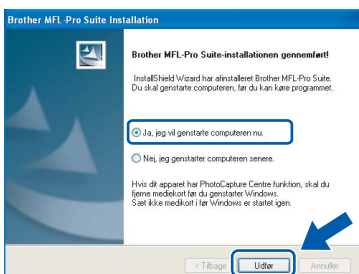 Brother MFL-Pro Suite Installation
Brother MFL-Pro Suite-installationen gennemført!
InstallShield Wizard har afinstalleret Brother MFL-Pro Suite.
Du skal genstarte computeren, før du kan køre programmet.
Ja, jeg vil genstarte computeren nu.
Nej, jeg genstarter computeren senere.
Hvis dit apparat har PhotoCapture Centre funktion, skal du
fjerne mediekort før du genstarter Windows.
Sæt ikke medikort i før Windows er startet igen.
< Tilbage Udfør Annuller